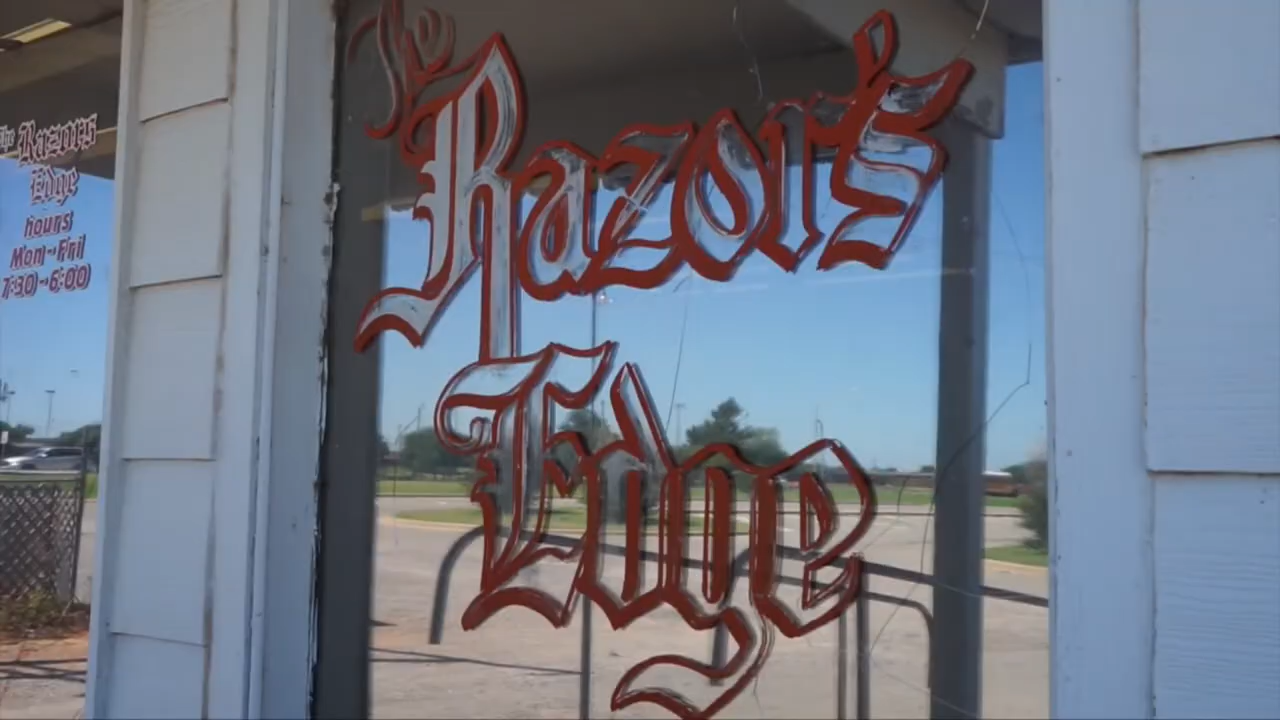 The
Razors
Edge
hours
Mon-Fri
7:30-6:00
The
Razor's
Edge